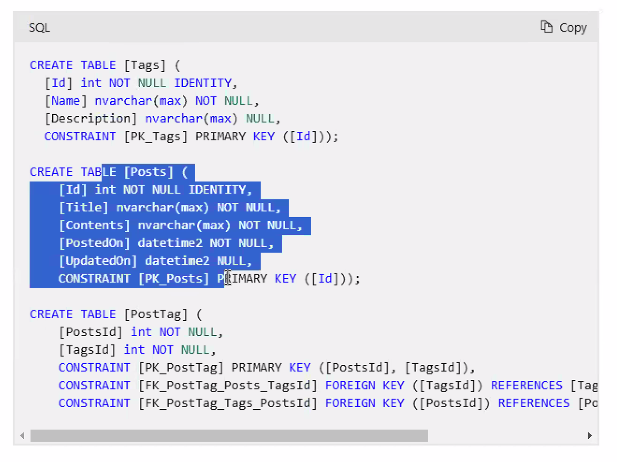 SQL
Copy
CREATE TABLE [Tags] (
[Id] int NOT NULL IDENTITY,
[Name] nvarchar(max) NOT NULL,
[Description] nvarchar(max) NULL,
CONSTRAINT [PK_Tags] PRIMARY KEY ([Id]));
CREATE TABLE [Posts] (
[Id] int NOT NULL IDENTITY,
[Title] nvarchar(max) NOT NULL,
[Contents] nvarchar(max) NOT NULL,
[PostedOn] datetime2 NOT NULL,
[UpdatedOn] datetime2 NULL,
CONSTRAINT [PK_Posts] PRIMARY KEY ([Id]));
CREATE TABLE [PostTag] (
[PostsId] int NOT NULL,
[TagsId] int NOT NULL,
CONSTRAINT [PK_PostTag] PRIMARY KEY ([PostsId], [TagsId]),
CONSTRAINT [FK_PostTag_Posts_TagsId] FOREIGN KEY ([TagsId]) REFERENCES [Tag
CONSTRAINT [FK_PostTag_Tags_PostsId] FOREIGN KEY ([PostsId]) REFERENCES [Po